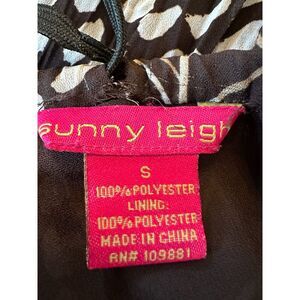 sunny leigh
S
100% POLYESTER
LINING:
100% POLYESTER
MADE IN CHINA
RN# 109881